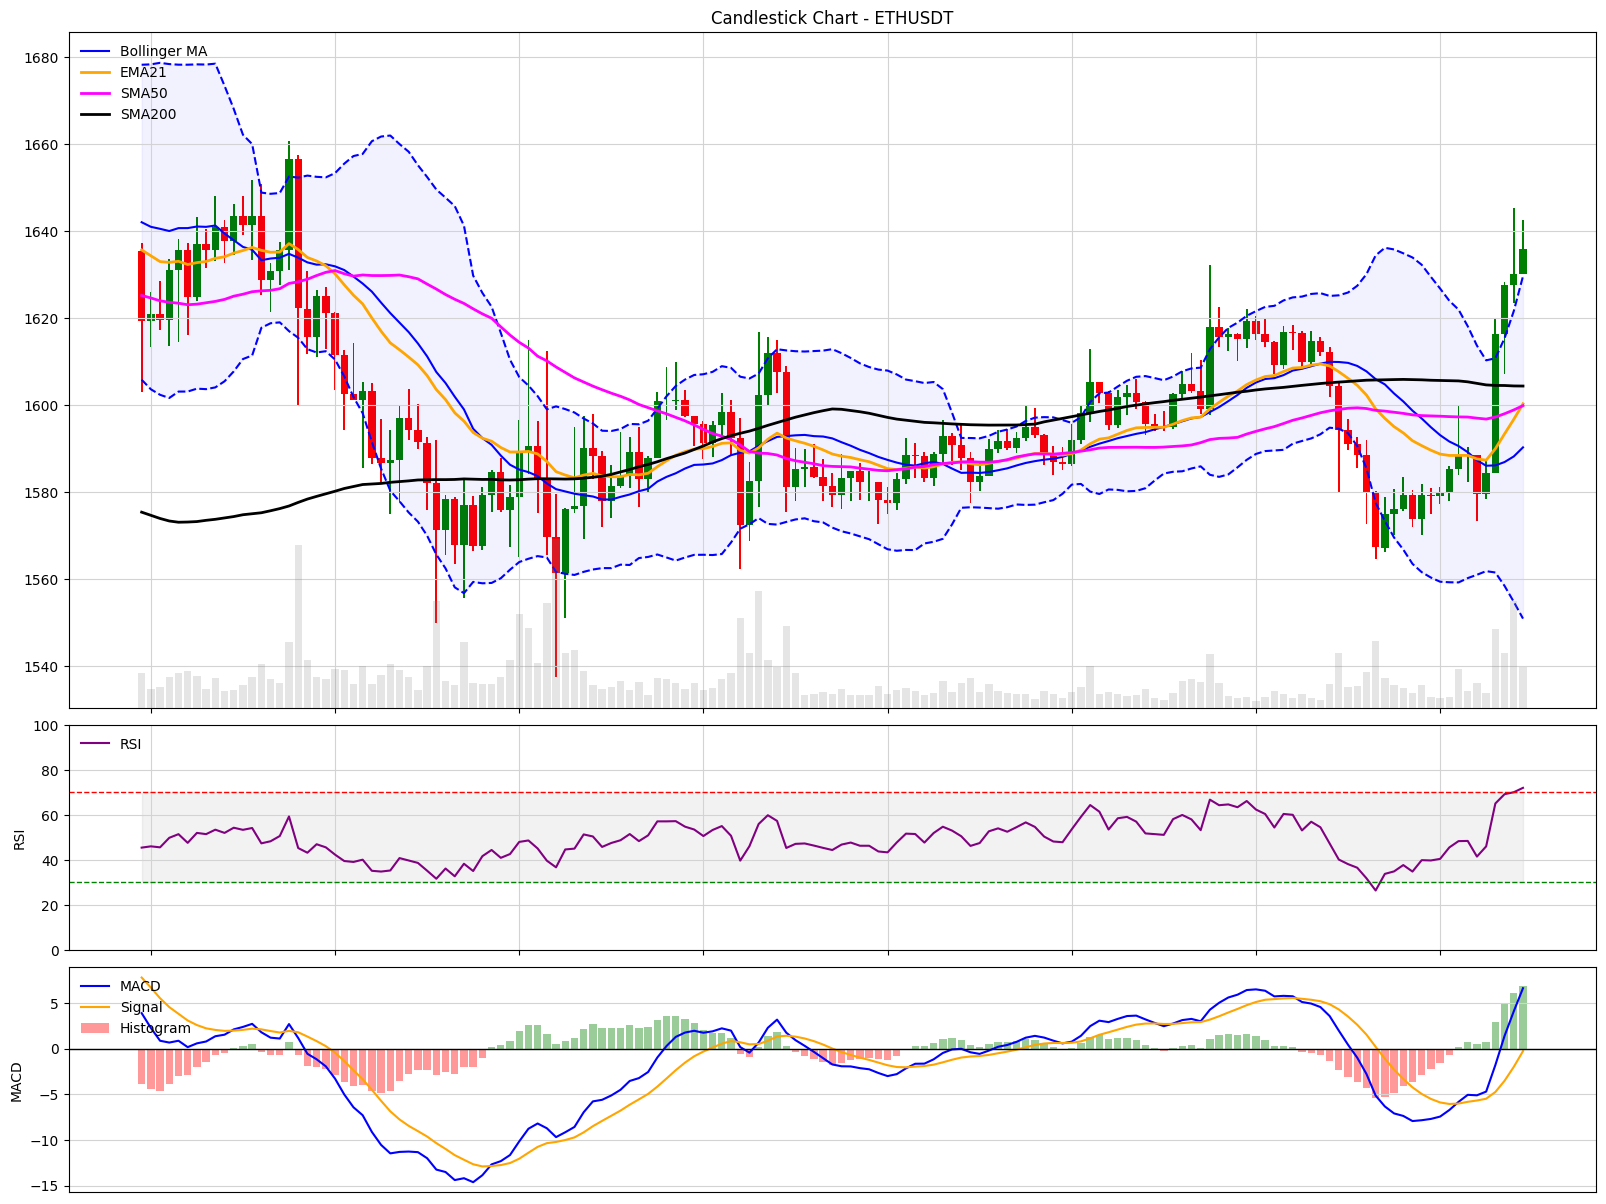 Candlestick Chart - ETHUSDT
Bollinger MA
EMA21
SMA50
SMA200
1680
1660
1640
1620
1600
1580
1560
1540
RSI
RSI
100
80
60
40
20
0
MACD
Signal
Histogram
MACD
5
0
−5
−10
−15